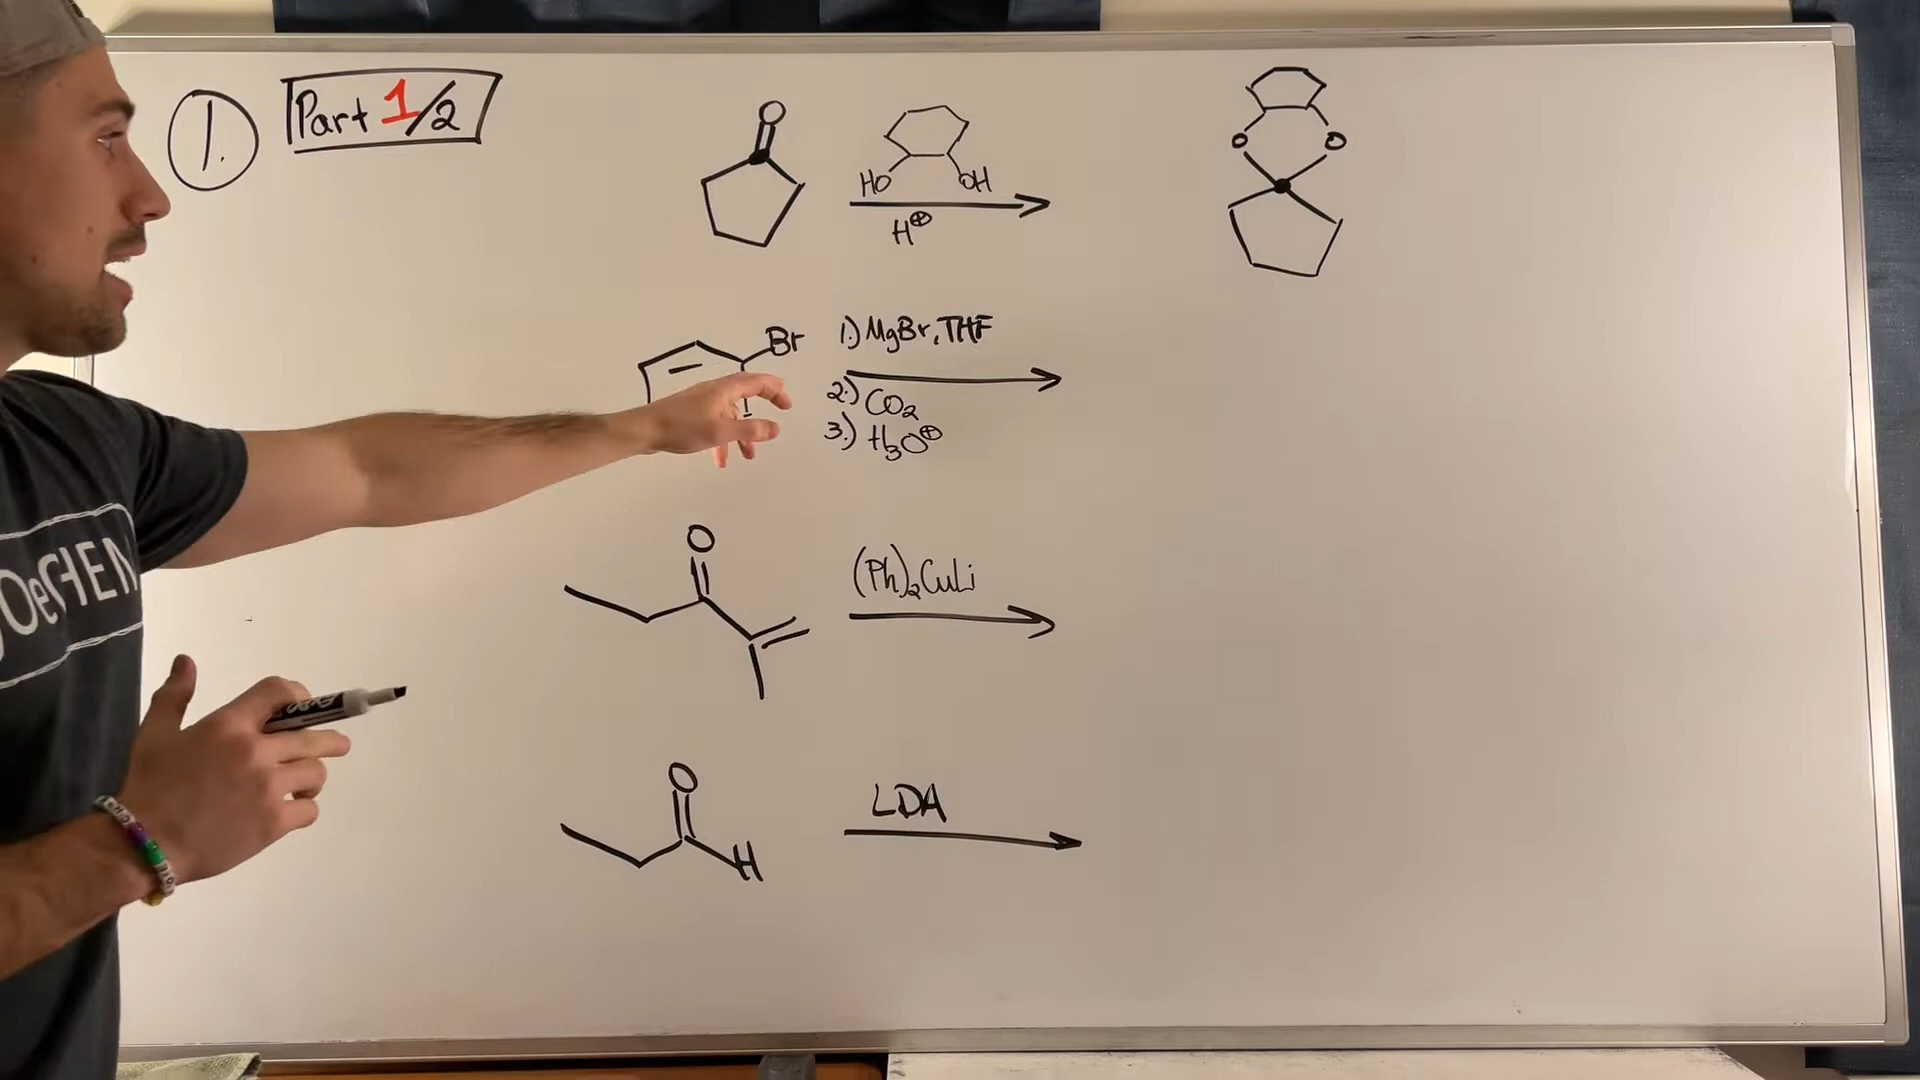 1.
Part 1/2
O
HO OH
H⊕
O O
Br
1.) MgBr, THF
2.) CO₂
3.) H₃O⊕
O
(Ph)₂CuLi
O
H
LDA